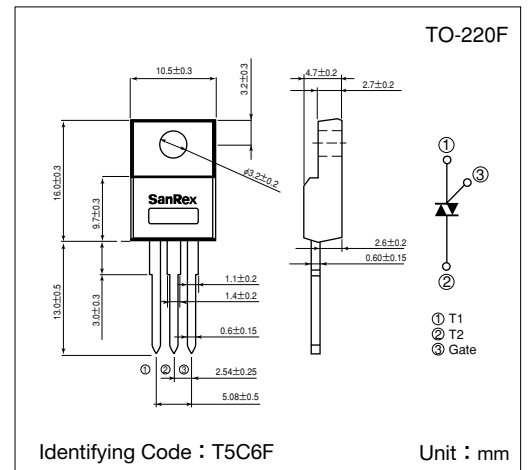 TO-220F
10.5±0.3
3.2±0.3
4.7±0.2
2.7±0.2
16.0±0.3
9.7±0.3
φ3.2±0.2
SanRex
13.0±0.5
3.0±0.3
1.1±0.2
1.4±0.2
0.6±0.15
2.6±0.2
0.60±0.15
① ② ③
2.54±0.25
5.08±0.5
①
③
②
① T1
② T2
③ Gate
Identifying Code：T5C6F
Unit：mm